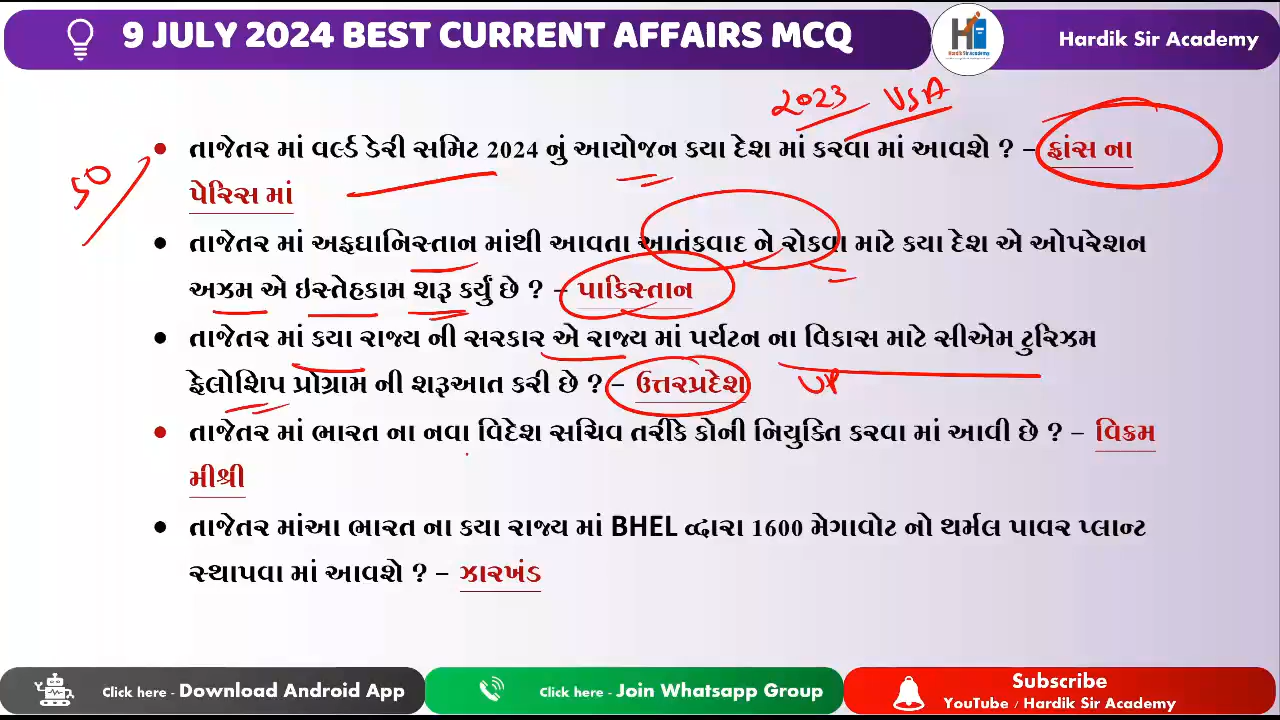 9 JULY 2024 BEST CURRENT AFFAIRS MCQ
Hardik Sir Academy
Hardik Sir Academy
2023 USA
50
તાજેતર માં વર્લ્ડ ડેરી સમિટ 2024 નું આયોજન કયા દેશ માં કરવા માં આવશે ? – ફ્રાંસ ના
પેરિસ માં
તાજેતર માં અફઘાનિસ્તાન માંથી આવતા આતંકવાદ ને રોકવા માટે કયા દેશ એ ઓપરેશન
અઝમ એ ઇસ્તેહકામ શરૂ કર્યું છે ? – પાકિસ્તાન
તાજેતર માં કયા રાજ્ય ની સરકાર એ રાજ્ય માં પર્યટન ના વિકાસ માટે સીએમ ટુરિઝમ
ફેલોશિપ પ્રોગ્રામ ની શરૂઆત કરી છે ? – ઉત્તરપ્રદેશ
UP
તાજેતર માં ભારત ના નવા વિદેશ સચિવ તરીકે કોની નિયુક્તિ કરવા માં આવી છે ? – વિક્રમ
મીશ્રી
તાજેતર માંઆ ભારત ના કયા રાજ્ય માં BHEL દ્વારા 1600 મેગાવોટ નો થર્મલ પાવર પ્લાન્ટ
સ્થાપવા માં આવશે ? – ઝારખંડ
Click here - Download Android App
Click here - Join Whatsapp Group
Subscribe
YouTube / Hardik Sir Academy